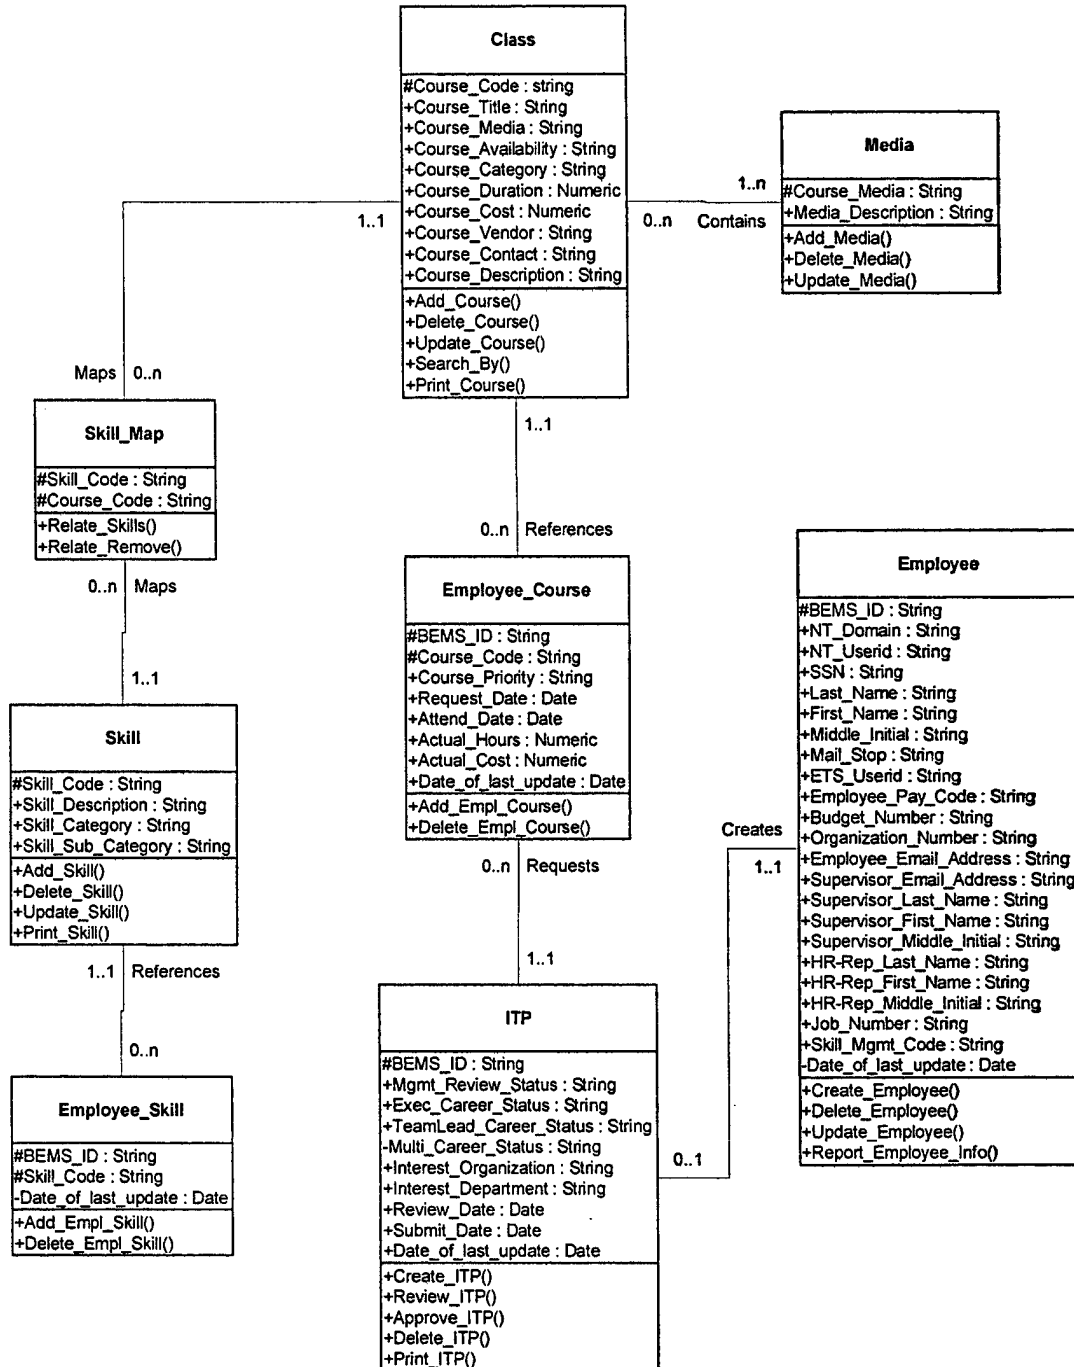 Class
#Course_Code : string
+Course_Title : String
+Course_Media : String
+Course_Availability : String
+Course_Category : String
+Course_Duration : Numeric
+Course_Cost : Numeric
+Course_Vendor : String
+Course_Contact : String
+Course_Description : String
+Add_Course()
+Delete_Course()
+Update_Course()
+Search_By()
+Print_Course()
1..1
0..n Contains
1..n
Media
#Course_Media : String
+Media_Description : String
+Add_Media()
+Delete_Media()
+Update_Media()
Maps 0..n
Skill_Map
#Skill_Code : String
#Course_Code : String
+Relate_Skills()
+Relate_Remove()
0..n Maps
1..1
Skill
#Skill_Code : String
+Skill_Description : String
+Skill_Category : String
+Skill_Sub_Category : String
+Add_Skill()
+Delete_Skill()
+Update_Skill()
+Print_Skill()
1..1 References
0..n
Employee_Skill
#BEMS_ID : String
#Skill_Code : String
-Date_of_last_update : Date
+Add_Empl_Skill()
+Delete_Empl_Skill()
1..1
0..n References
Employee_Course
#BEMS_ID : String
#Course_Code : String
+Course_Priority : String
+Request_Date : Date
+Attend_Date : Date
+Actual_Hours : Numeric
+Actual_Cost : Numeric
+Date_of_last_update : Date
+Add_Empl_Course()
+Delete_Empl_Course()
0..n Requests
1..1
ITP
#BEMS_ID : String
+Mgmt_Review_Status : String
+Exec_Career_Status : String
+TeamLead_Career_Status : String
-Multi_Career_Status : String
+Interest_Organization : String
+Interest_Department : String
+Review_Date : Date
+Submit_Date : Date
+Date_of_last_update : Date
+Create_ITP()
+Review_ITP()
+Approve_ITP()
+Delete_ITP()
+Print_ITP()
0..1
Creates
1..1
Employee
#BEMS_ID : String
+NT_Domain : String
+NT_Userid : String
+SSN : String
+Last_Name : String
+First_Name : String
+Middle_Initial : String
+Mail_Stop : String
+ETS_Userid : String
+Employee_Pay_Code : String
+Budget_Number : String
+Organization_Number : String
+Employee_Email_Address : String
+Supervisor_Email_Address : String
+Supervisor_Last_Name : String
+Supervisor_First_Name : String
+Supervisor_Middle_Initial : String
+HR-Rep_Last_Name : String
+HR-Rep_First_Name : String
+HR-Rep_Middle_Initial : String
+Job_Number : String
+Skill_Mgmt_Code : String
-Date_of_last_update : Date
+Create_Employee()
+Delete_Employee()
+Update_Employee()
+Report_Employee_Info()